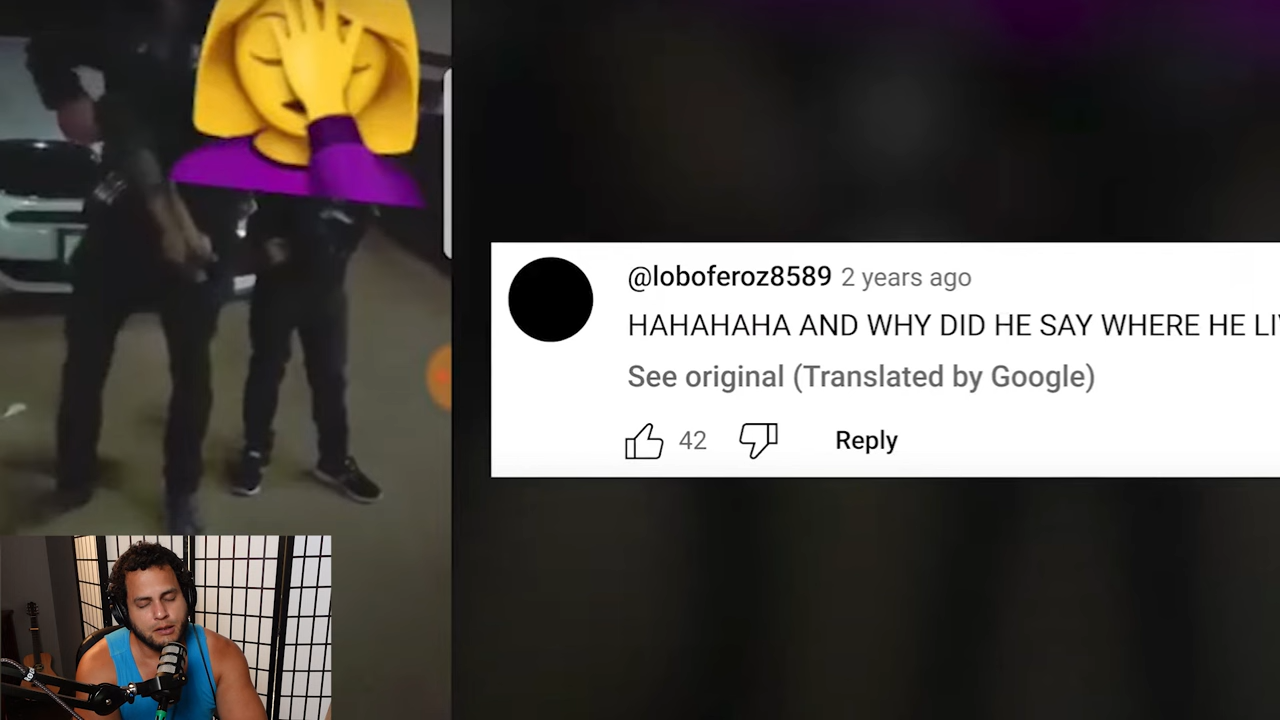 @loboferoz8589 2 years ago
HAHAHAHA AND WHY DID HE SAY WHERE HE
See original (Translated by Google)
42 Reply